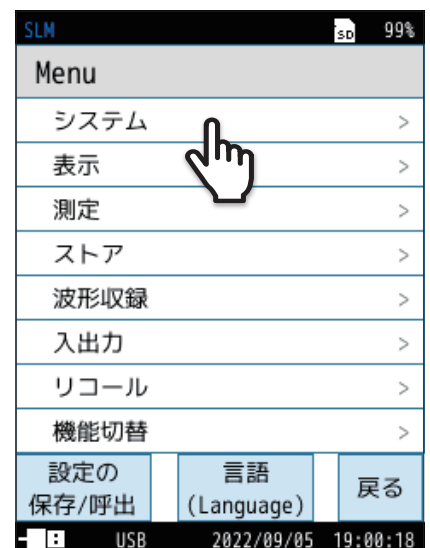 SLM SD 99%
Menu
システム >
表示 >
測定 >
ストア >
波形収録 >
入出力 >
リコール >
機能切替 >
設定の
保存/呼出
言語
(Language)
戻る
USB 2022/09/05 19:00:18